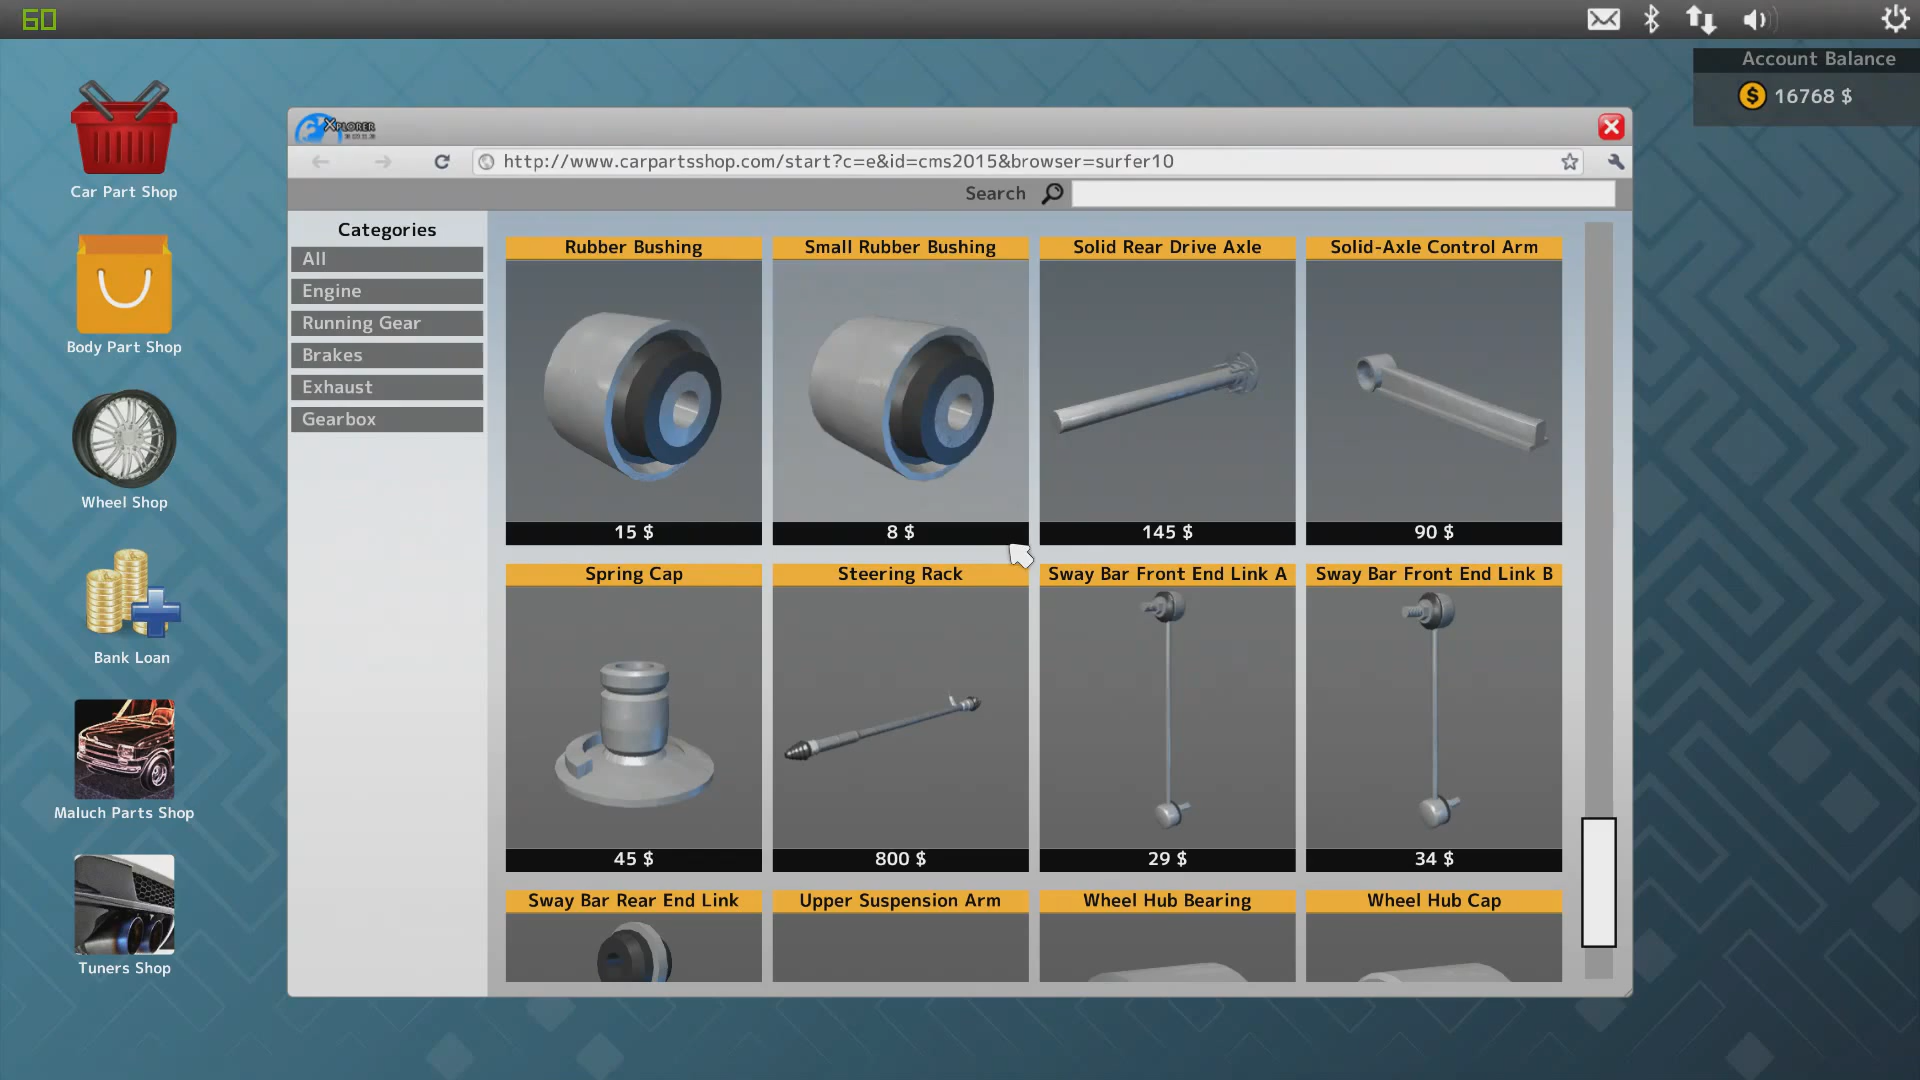 60
Account Balance
16768 $
Car Part Shop
Body Part Shop
Wheel Shop
Bank Loan
Maluch Parts Shop
Tuners Shop
XPLORER
http://www.carpartsshop.com/start?c=e&id=cms2015&browser=surfer10
Search
Categories
All
Engine
Running Gear
Brakes
Exhaust
Gearbox
Rubber Bushing
Small Rubber Bushing
Solid Rear Drive Axle
Solid-Axle Control Arm
15 $
8 $
145 $
90 $
Spring Cap
Steering Rack
Sway Bar Front End Link A
Sway Bar Front End Link B
45 $
800 $
29 $
34 $
Sway Bar Rear End Link
Upper Suspension Arm
Wheel Hub Bearing
Wheel Hub Cap